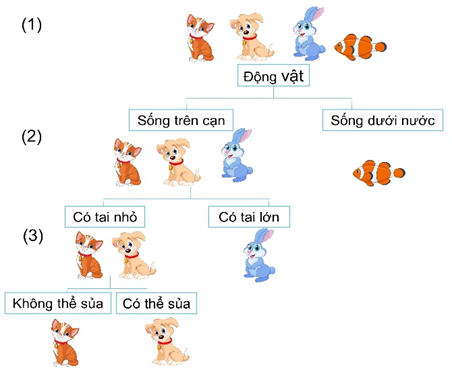 (1)
Động vật
Sống trên cạn
Sống dưới nước
(2)
Có tai nhỏ
Có tai lớn
(3)
Không thể sủa
Có thể sủa